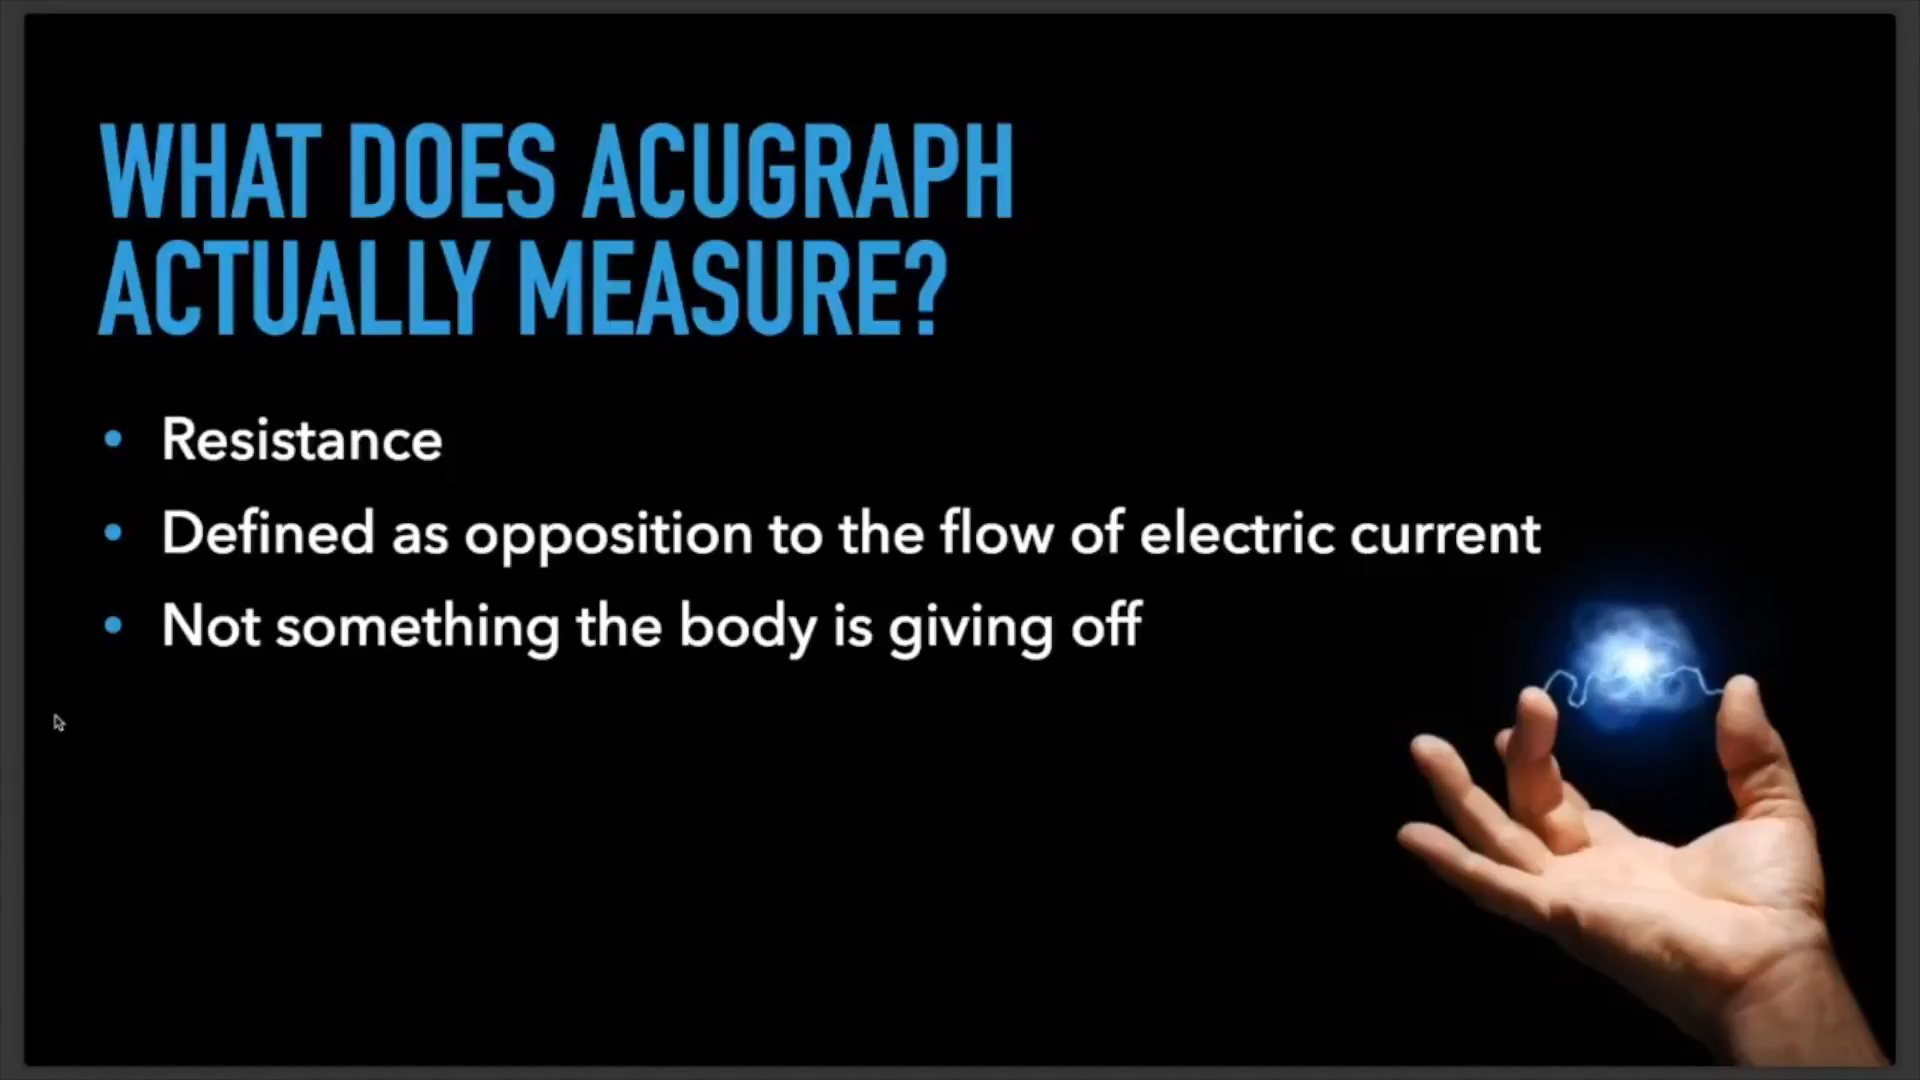 WHAT DOES ACUGRAPH
ACTUALLY MEASURE?
• Resistance
• Defined as opposition to the flow of electric current
• Not something the body is giving off